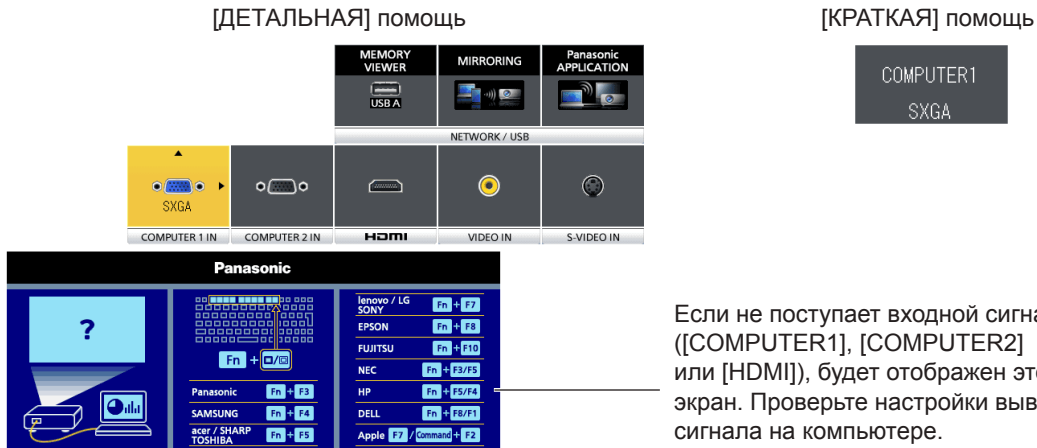 [ДЕТАЛЬНАЯ] помощь
[КРАТКАЯ] помощь
MEMORY VIEWER
MIRRORING
Panasonic APPLICATION
USB A
NETWORK / USB
SXGA
COMPUTER 1 IN
COMPUTER 2 IN
HDMI
VIDEO IN
S-VIDEO IN
COMPUTER1
SXGA
Panasonic
?
Fn +
Panasonic Fn + F3
SAMSUNG Fn + F4
acer / SHARP TOSHIBA Fn + F5
lenovo / LG SONY Fn + F7
EPSON Fn + F8
FUJITSU Fn + F10
NEC Fn + F3/F5
HP Fn + F5/F4
DELL Fn + F8/F1
Apple F7 / Command + F2
Если не поступает входной
([COMPUTER1], [COMPUTER2]
или [HDMI]), будет отображен
экран. Проверьте настройки
сигнала на компьютере.